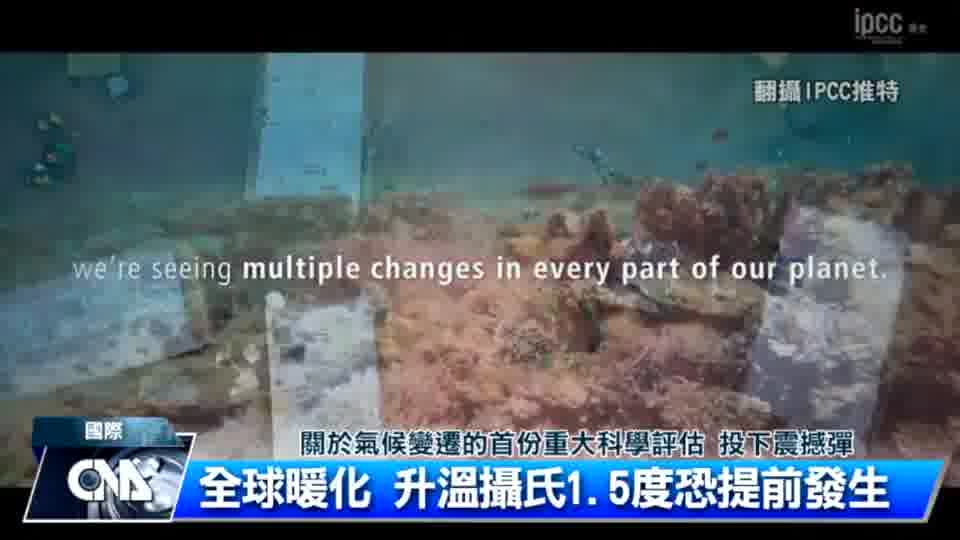 ipcc
翻攝IPCC推特
we're seeing multiple changes in every part of our planet.
國際
關於氣候變遷的首份重大科學評估 投下震撼彈
CNA
全球暖化 升溫攝氏1.5度恐提前發生